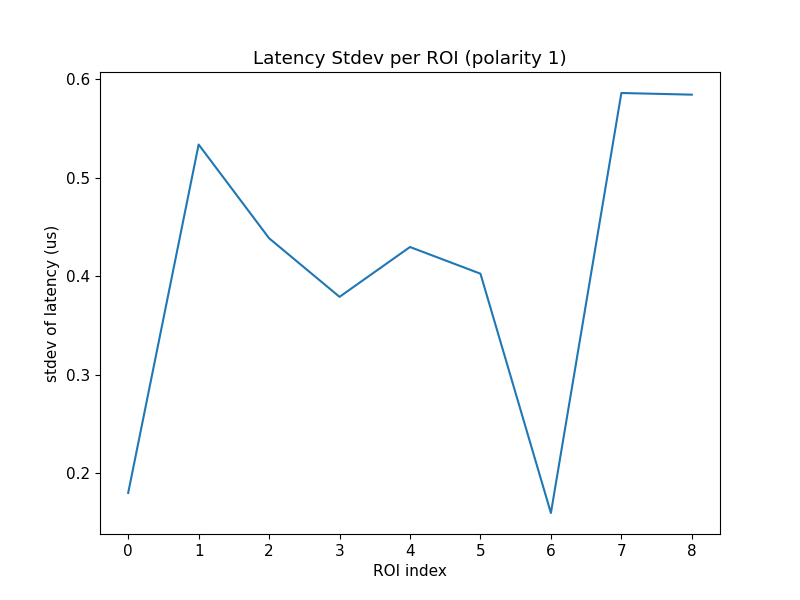 Latency Stdev per ROI (polarity 1)
0.6
0.5
0.4
0.3
0.2
stdev of latency (us)
0 1 2 3 4 5 6 7 8
ROI index